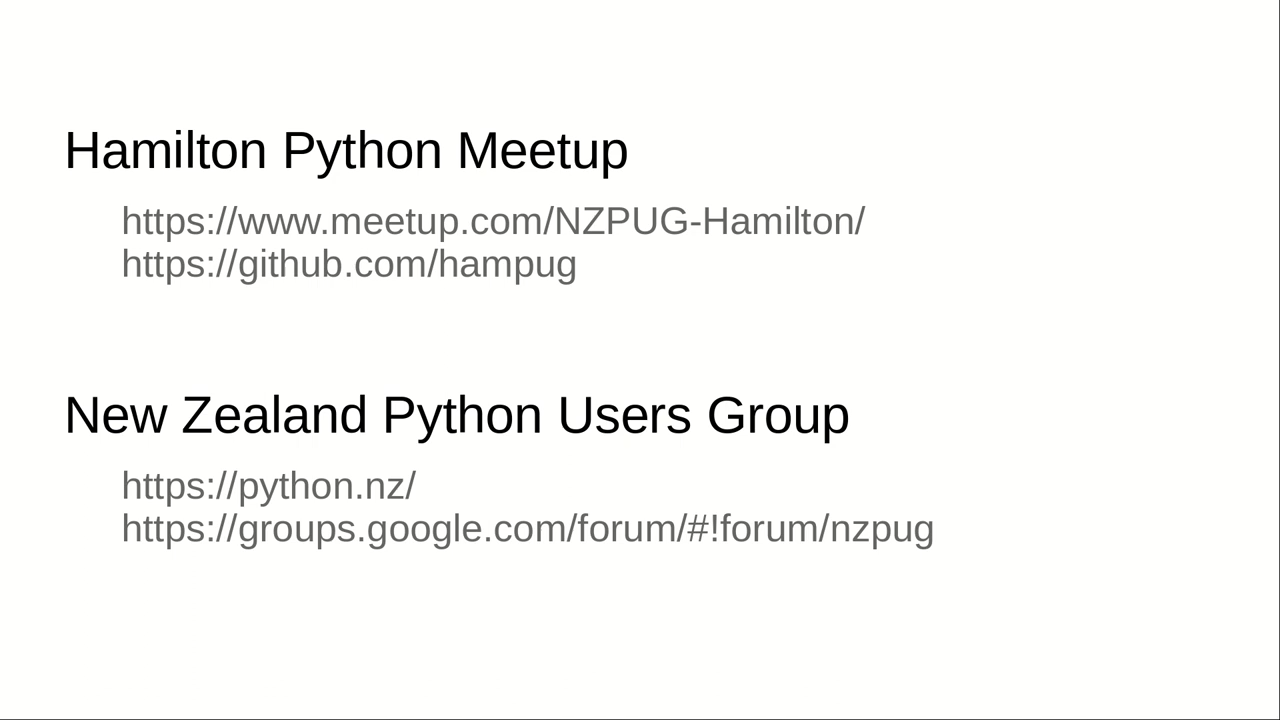 Hamilton Python Meetup
https://www.meetup.com/NZPUG-Hamilton/
https://github.com/hampug
New Zealand Python Users Group
https://python.nz/
https://groups.google.com/forum/#!forum/nzpug